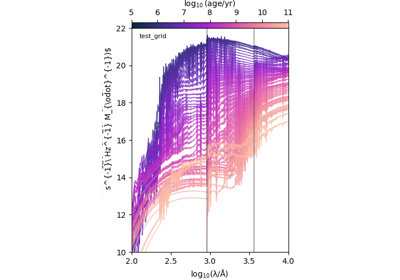 log₁₀(age/yr)
5 6 7 8 9 10 11
test_grid
22
20
18
16
14
12
10
s^{-1}\ Hz^{-1} M_{\odot}^{-1})$
2.0 2.5 3.0 3.5 4.0
log₁₀(λ/Å)